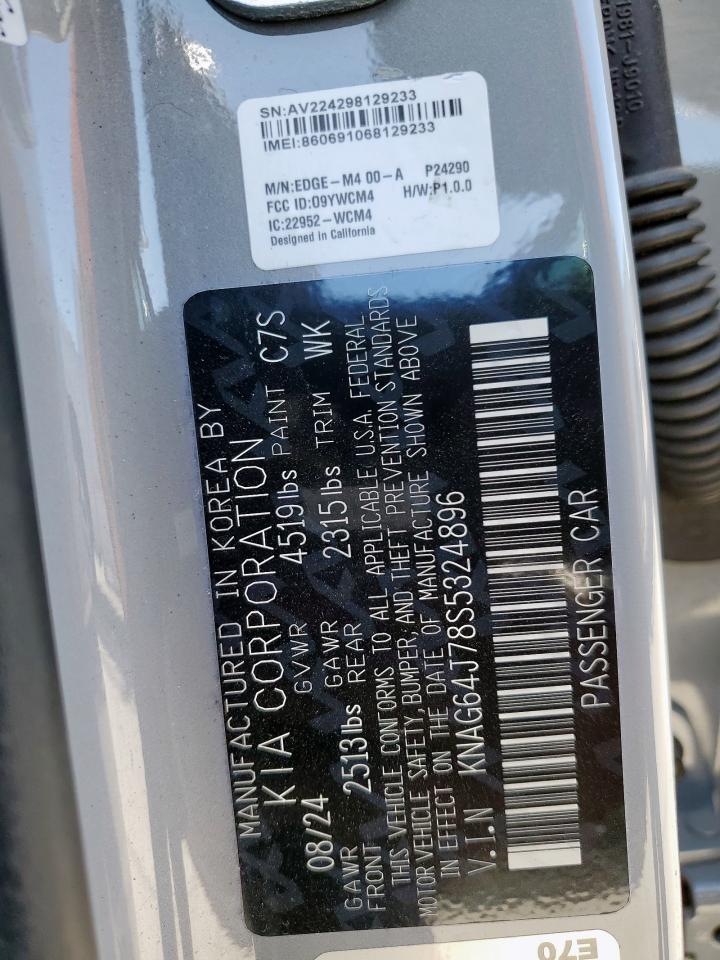 SN:AV224298129233
IMEI:860691068129233
M/N:EDGE-M4 00-A P24290
FCC ID:O9YWCM4 H/W:P1.0.0
IC:22952-WCM4
Designed in California
MANUFACTURED IN KOREA BY
KIA CORPORATION
08/24 GVWR 4519lbs PAINT C7S
GAWR FRONT 2513lbs GAWR REAR 2315lbs TRIM WK
THIS VEHICLE CONFORMS TO ALL APPLICABLE U.S.A. FEDERAL
MOTOR VEHICLE SAFETY, BUMPER, AND THEFT PREVENTION STANDARDS
IN EFFECT ON THE DATE OF MANUFACTURE SHOWN ABOVE
V.I.N KNAG64J78S5324896
PASSENGER CAR
E70